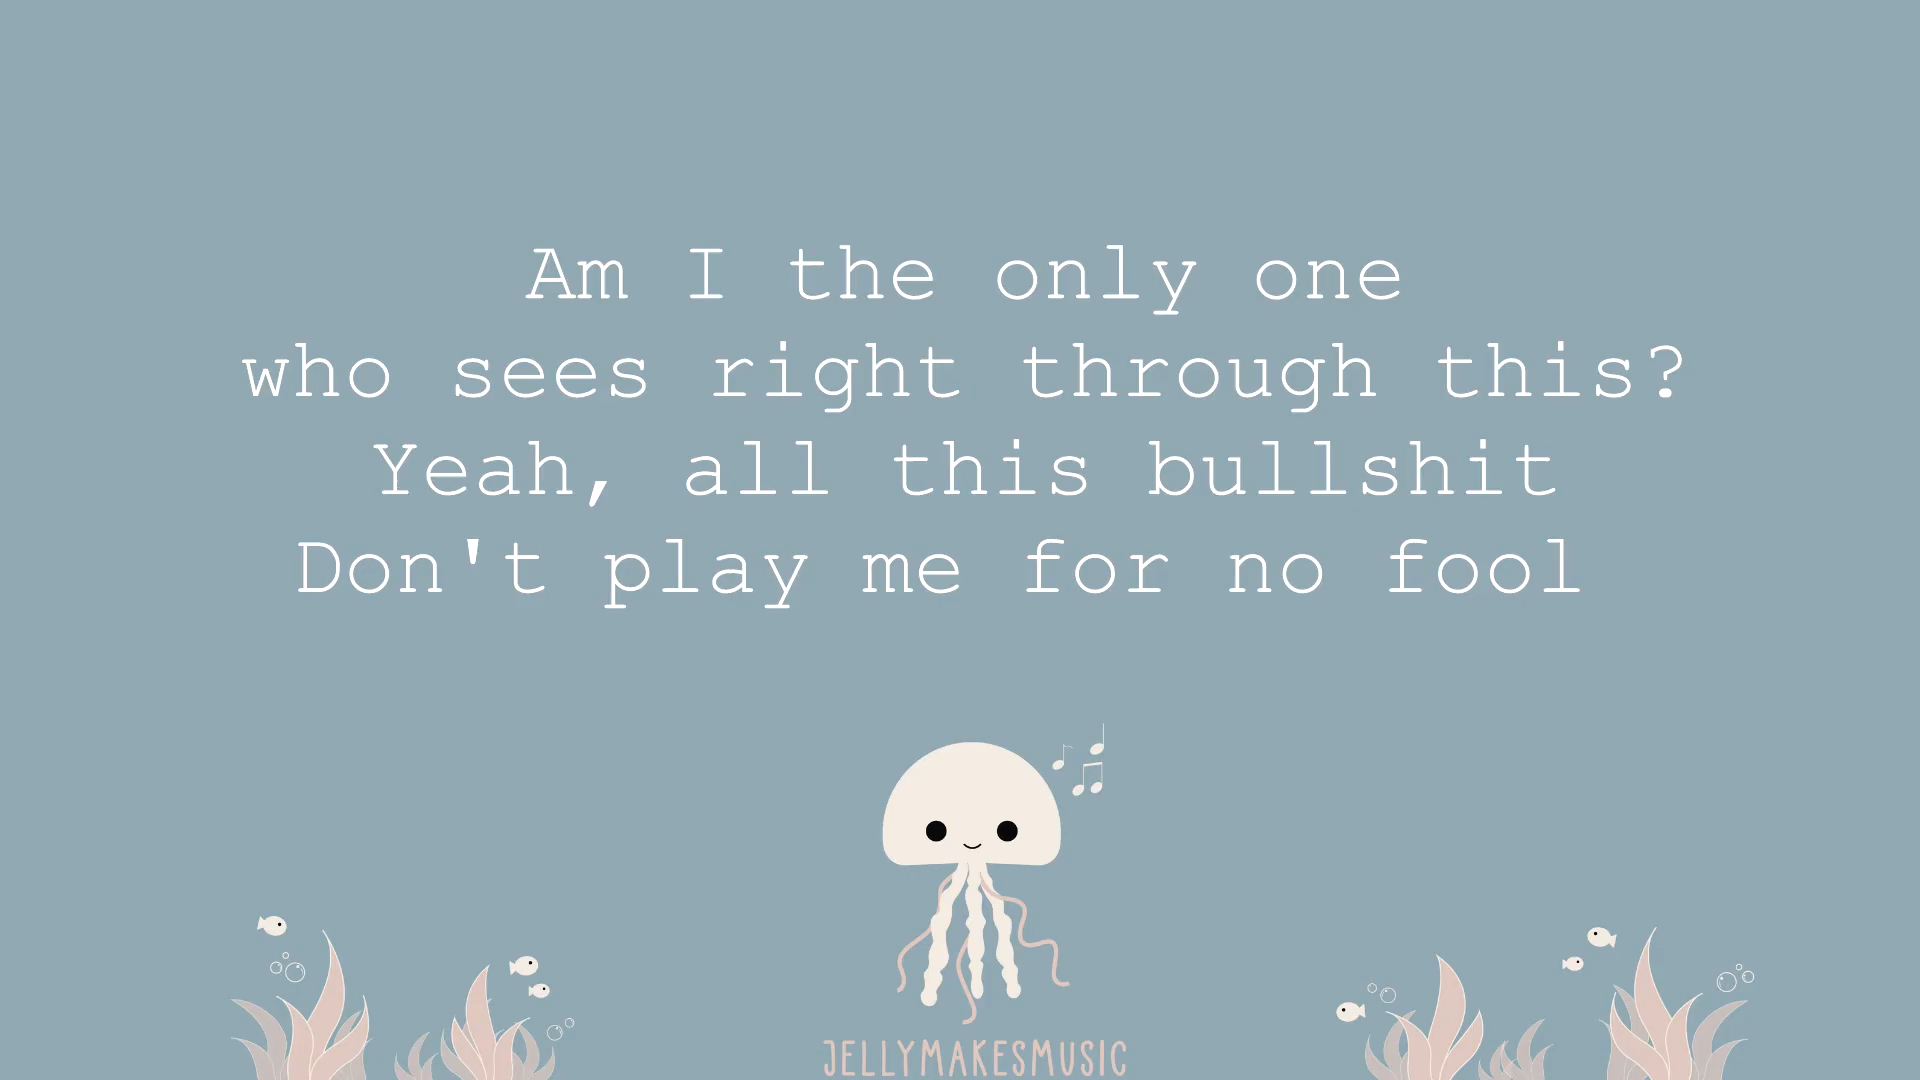 Am I the only one
who sees right through this?
Yeah, all this bullshit
Don't play me for no fool
JELLYMAKESMUSIC